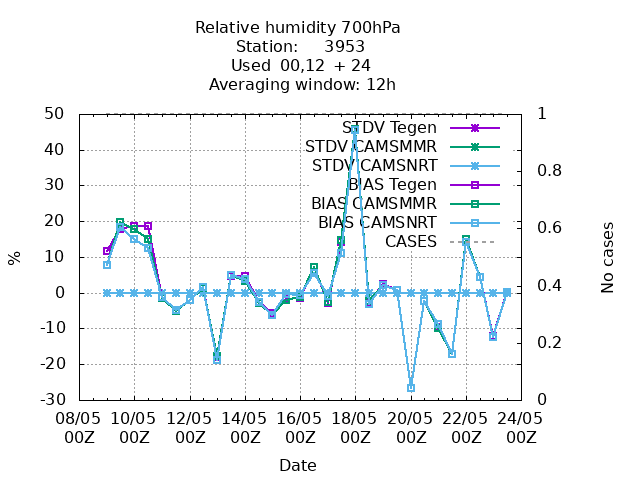 Relative humidity 700hPa
Station:     3953
Used  00,12  + 24
Averaging window: 12h
50 1
STDV Tegen
STDV CAMSMMR
40
STDV CAMSNRT
0.8
BIAS Tegen
30
BIAS CAMSMMR
BIAS CAMSNRT
20 0.6
CASES
10
%
No cases
0 0.4
-10
0.2
-20
-30 0
08/05 10/05 12/05 14/05 16/05 18/05 20/05 22/05 24/05
00Z 00Z 00Z 00Z 00Z 00Z 00Z 00Z 00Z
Date